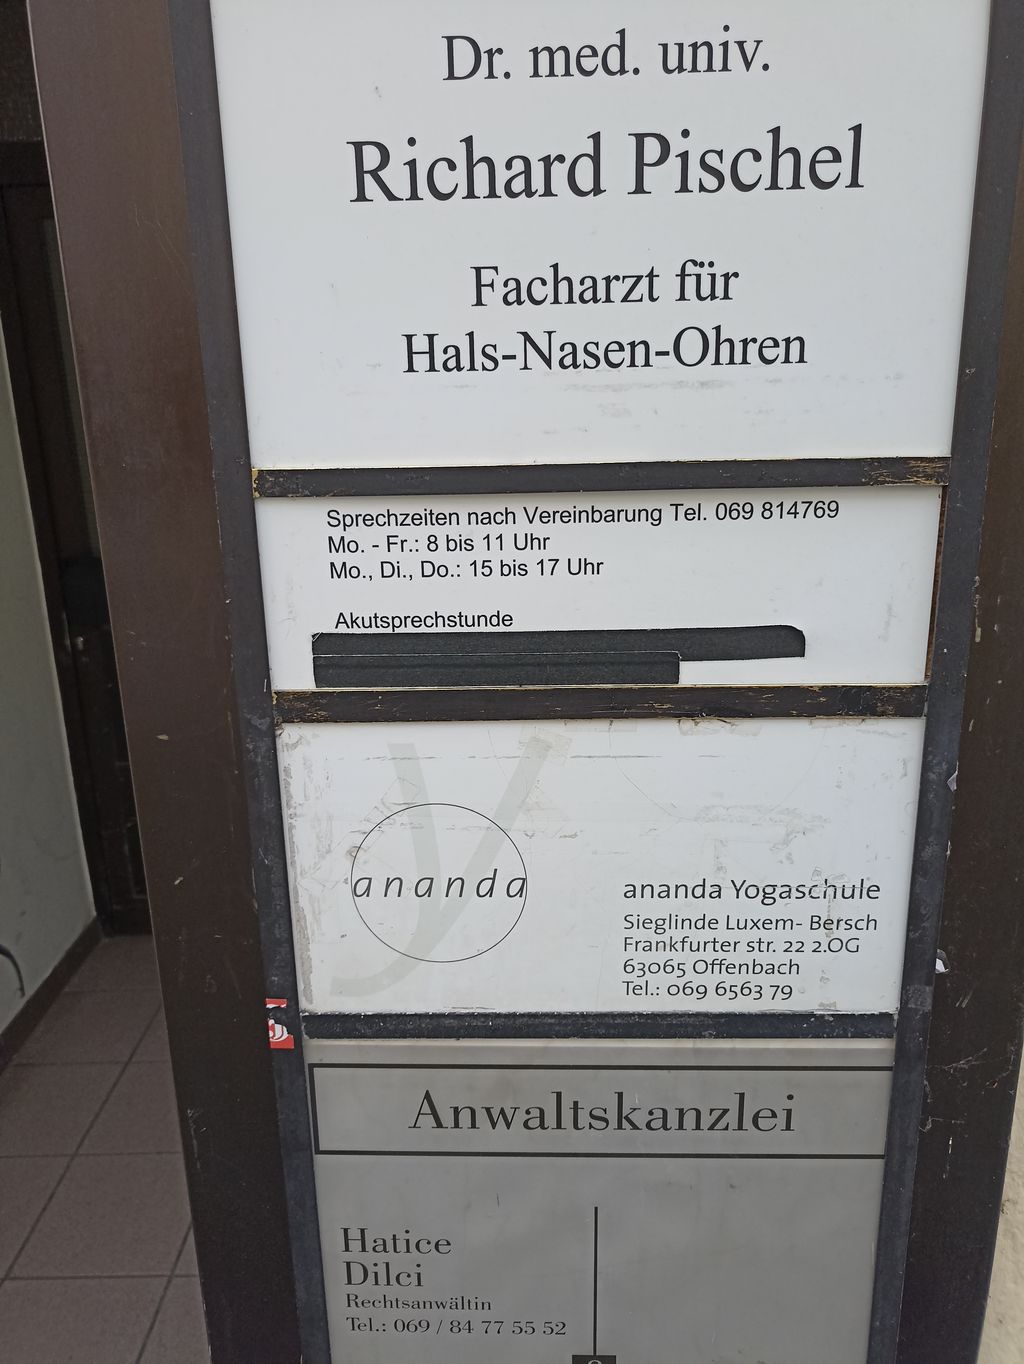 Dr. med. univ.
Richard Pischel
Facharzt für
Hals-Nasen-Ohren
Sprechzeiten nach Vereinbarung Tel. 069 814769
Mo. - Fr.: 8 bis 11 Uhr
Mo., Di., Do.: 15 bis 17 Uhr
Akutsprechstunde
y
ananda
ananda Yogaschule
Sieglinde Luxem- Bersch
Frankfurter str. 22 2.OG
63065 Offenbach
Tel.: 069 6563 79
Anwaltskanzlei
Hatice
Dilci
Rechtsanwältin
Tel.: 069 / 84 77 55 52